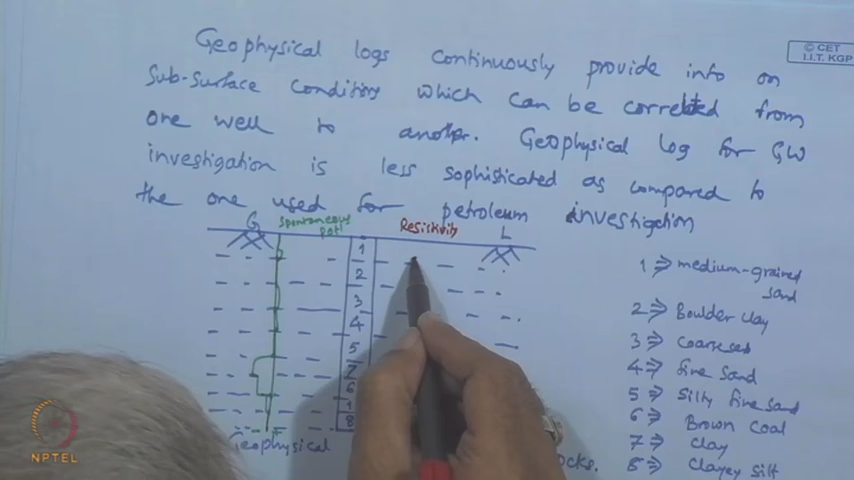 Geophysical logs continuously provide info on
© CET
I.I.T. KGP
Sub-surface conditions which can be correlated from
one well to another. Geophysical log for GW
investigation is less sophisticated as compared to
the one used for petroleum investigation
G Spontaneous Resistivity L
pot
1
2
3
4
5
7
6
1
8
1 ⇒ medium-grained
sand
2 ⇒ Boulder clay
3 ⇒
4 ⇒ fine sand
5 ⇒ Silty fine sand
6 ⇒ Brown coal
7 ⇒ clay
8 ⇒ clayey silt
Geophysical
rocks.
NPTEL